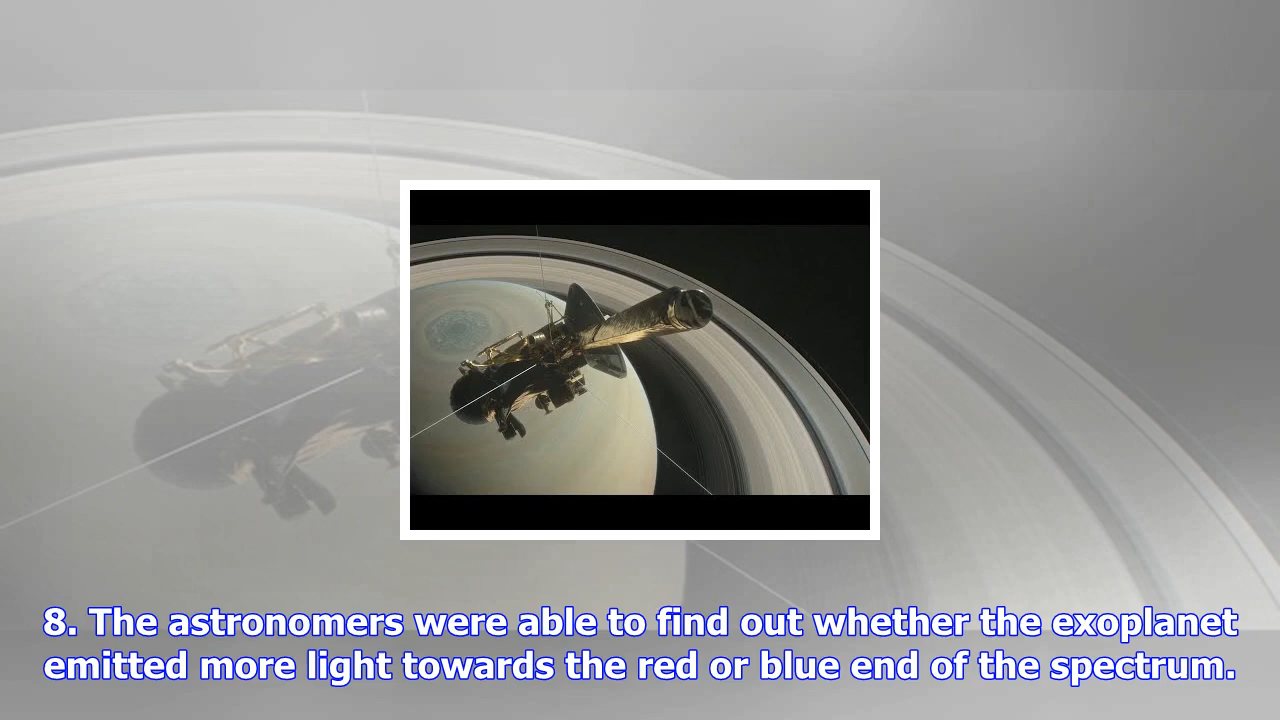 8. The astronomers were able to find out whether the exoplanet
emitted more light towards the red or blue end of the spectrum.